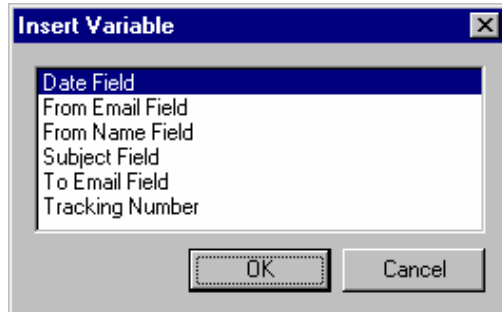 Insert Variable
Date Field
From Email Field
From Name Field
Subject Field
To Email Field
Tracking Number
OK Cancel